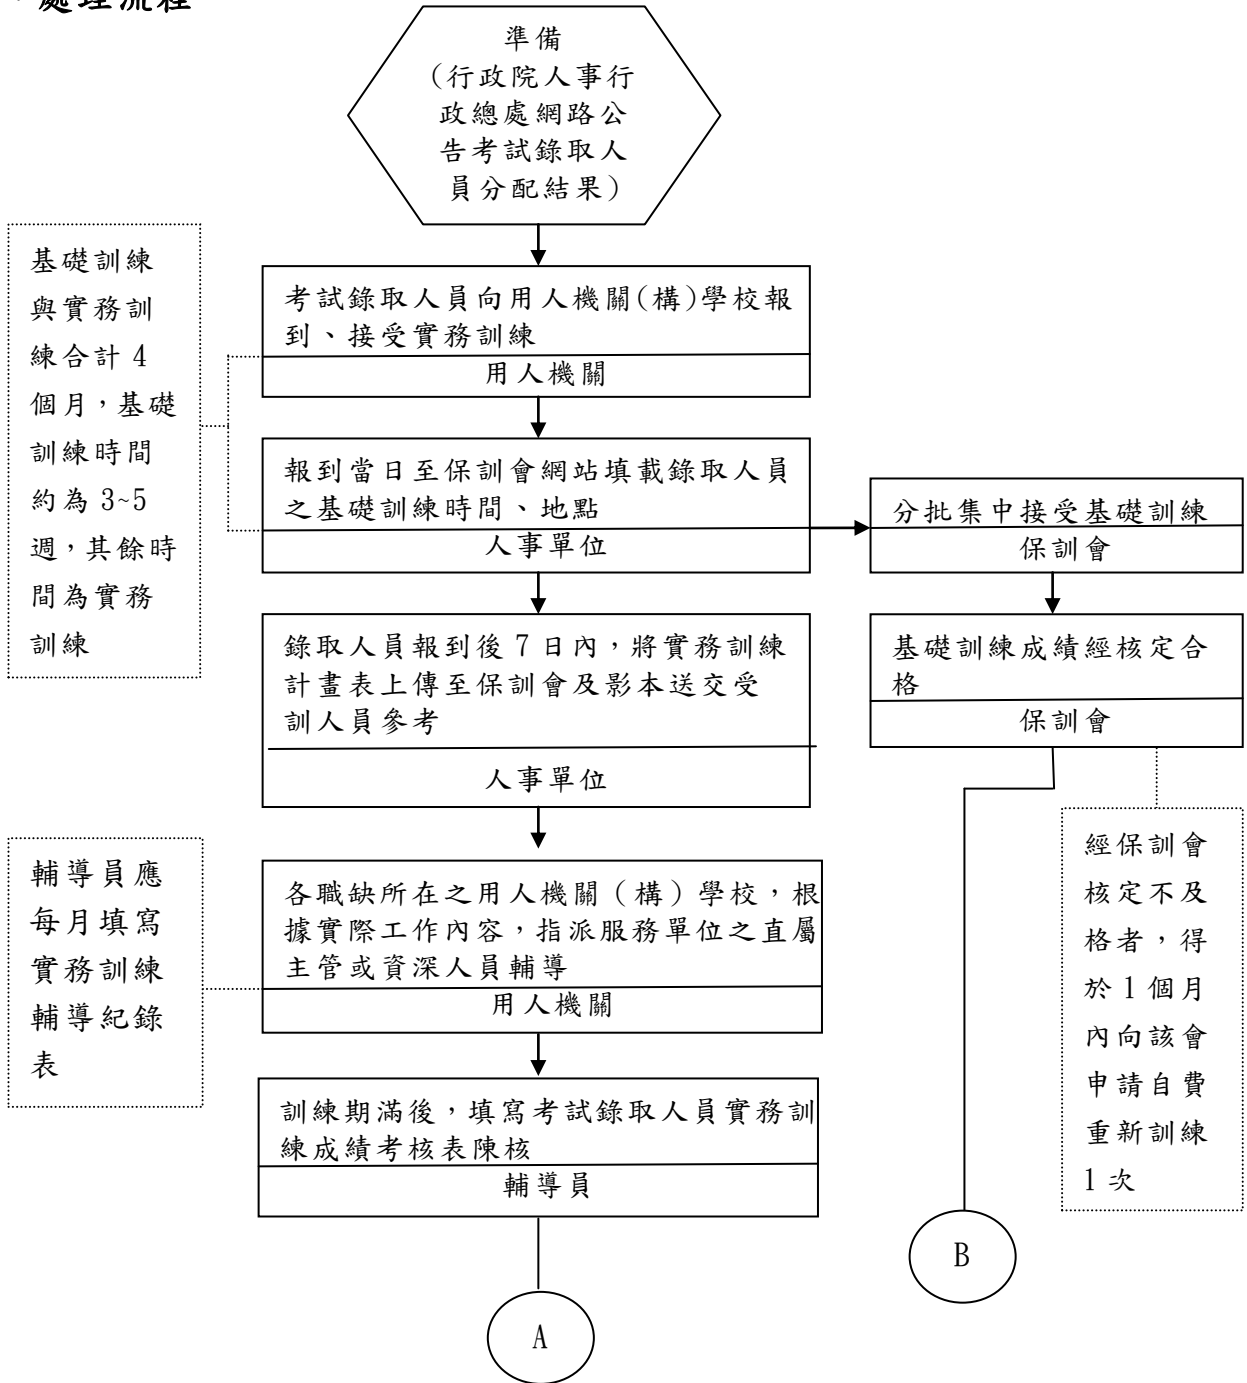 、處理流程
準備
(行政院人事行
政總處網路公
告考試錄取人
員分配結果)
基礎訓練
與實務訓
練合計 4
個月，基礎
訓練時間
約為 3~5
週，其餘時
間為實務
訓練
考試錄取人員向用人機關(構)學校報
到、接受實務訓練
用人機關
報到當日至保訓會網站填載錄取人員
之基礎訓練時間、地點
人事單位
分批集中接受基礎訓練
保訓會
錄取人員報到後 7 日內，將實務訓練
計畫表上傳至保訓會及影本送交受
訓人員參考
人事單位
基礎訓練成績經核定合
格
保訓會
輔導員應
每月填寫
實務訓練
輔導紀錄
表
各職缺所在之用人機關（構）學校，根
據實際工作內容，指派服務單位之直屬
主管或資深人員輔導
用人機關
經保訓會
核定不及
格者，得
於 1 個月
內向該會
申請自費
重新訓練
1 次
訓練期滿後，填寫考試錄取人員實務訓
練成績考核表陳核
輔導員
B
A